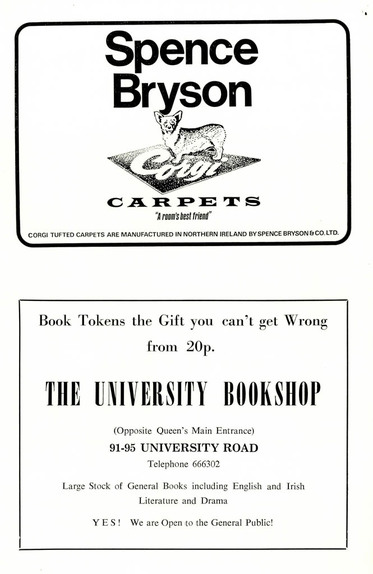 Spence
Bryson
Corgi
CARPETS
"A room's best friend"
CORGI TUFTED CARPETS ARE MANUFACTURED IN NORTHERN IRELAND BY SPENCE BRYSON & CO. LTD.
Book Tokens the Gift you can't get Wrong
from 20p.
THE UNIVERSITY BOOKSHOP
(Opposite Queen's Main Entrance)
91-95 UNIVERSITY ROAD
Telephone 666302
Large Stock of General Books including English and Irish
Literature and Drama
YES! We are Open to the General Public!